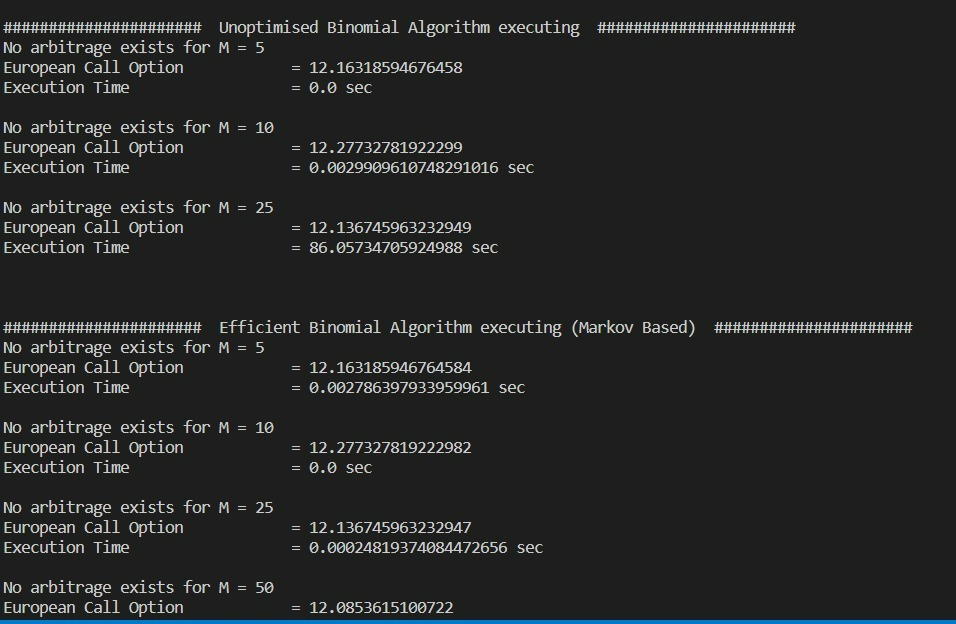 ######################  Unoptimised Binomial Algorithm executing  ######################
No arbitrage exists for M = 5
European Call Option            = 12.16318594676458
Execution Time                  = 0.0 sec
No arbitrage exists for M = 10
European Call Option            = 12.27732781922299
Execution Time                  = 0.0029909610748291016 sec
No arbitrage exists for M = 25
European Call Option            = 12.136745963232949
Execution Time                  = 86.05734705924988 sec
######################  Efficient Binomial Algorithm executing (Markov Based)  ######################
No arbitrage exists for M = 5
European Call Option            = 12.163185946764584
Execution Time                  = 0.002786397933959961 sec
No arbitrage exists for M = 10
European Call Option            = 12.277327819222982
Execution Time                  = 0.0 sec
No arbitrage exists for M = 25
European Call Option            = 12.136745963232947
Execution Time                  = 0.00024819374084472656 sec
No arbitrage exists for M = 50
European Call Option            = 12.0853615100722